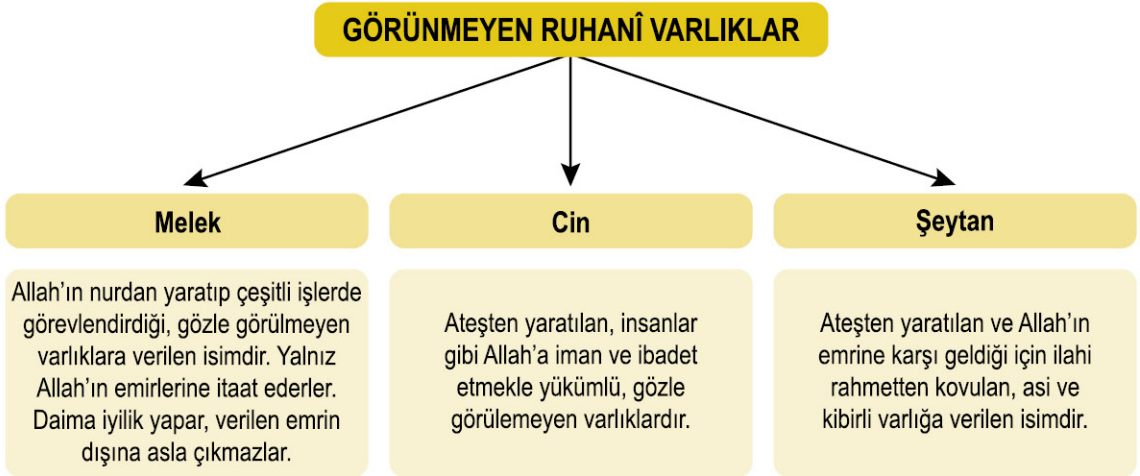 GÖRÜNMEYEN RUHANÎ VARLIKLAR
Melek
Allah’ın nurdan yaratıp çeşitli işlerde
görevlendirdiği, gözle görülmeyen
varlıklara verilen isimdir. Yalnız
Allah’ın emirlerine itaat ederler.
Daima iyilik yapar, verilen emrin
dışına asla çıkmazlar.
Cin
Ateşten yaratılan, insanlar
gibi Allah’a iman ve ibadet
etmekle yükümlü, gözle
görülemeyen varlıklardır.
Şeytan
Ateşten yaratılan ve Allah’ın
emrine karşı geldiği için ilahi
rahmetten kovulan, asi ve
kibirli varlığa verilen isimdir.